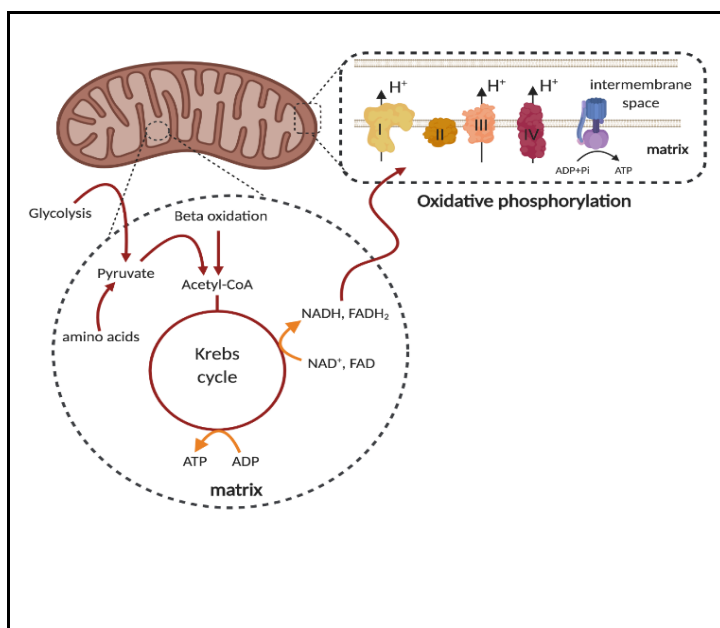 H⁺
H⁺
H⁺
intermembrane
space
I
II
III
IV
matrix
ADP+Pi
ATP
Oxidative phosphorylation
Glycolysis
Beta oxidation
Pyruvate
Acetyl-CoA
amino acids
NADH, FADH₂
Krebs
cycle
NAD⁺, FAD
ATP
ADP
matrix